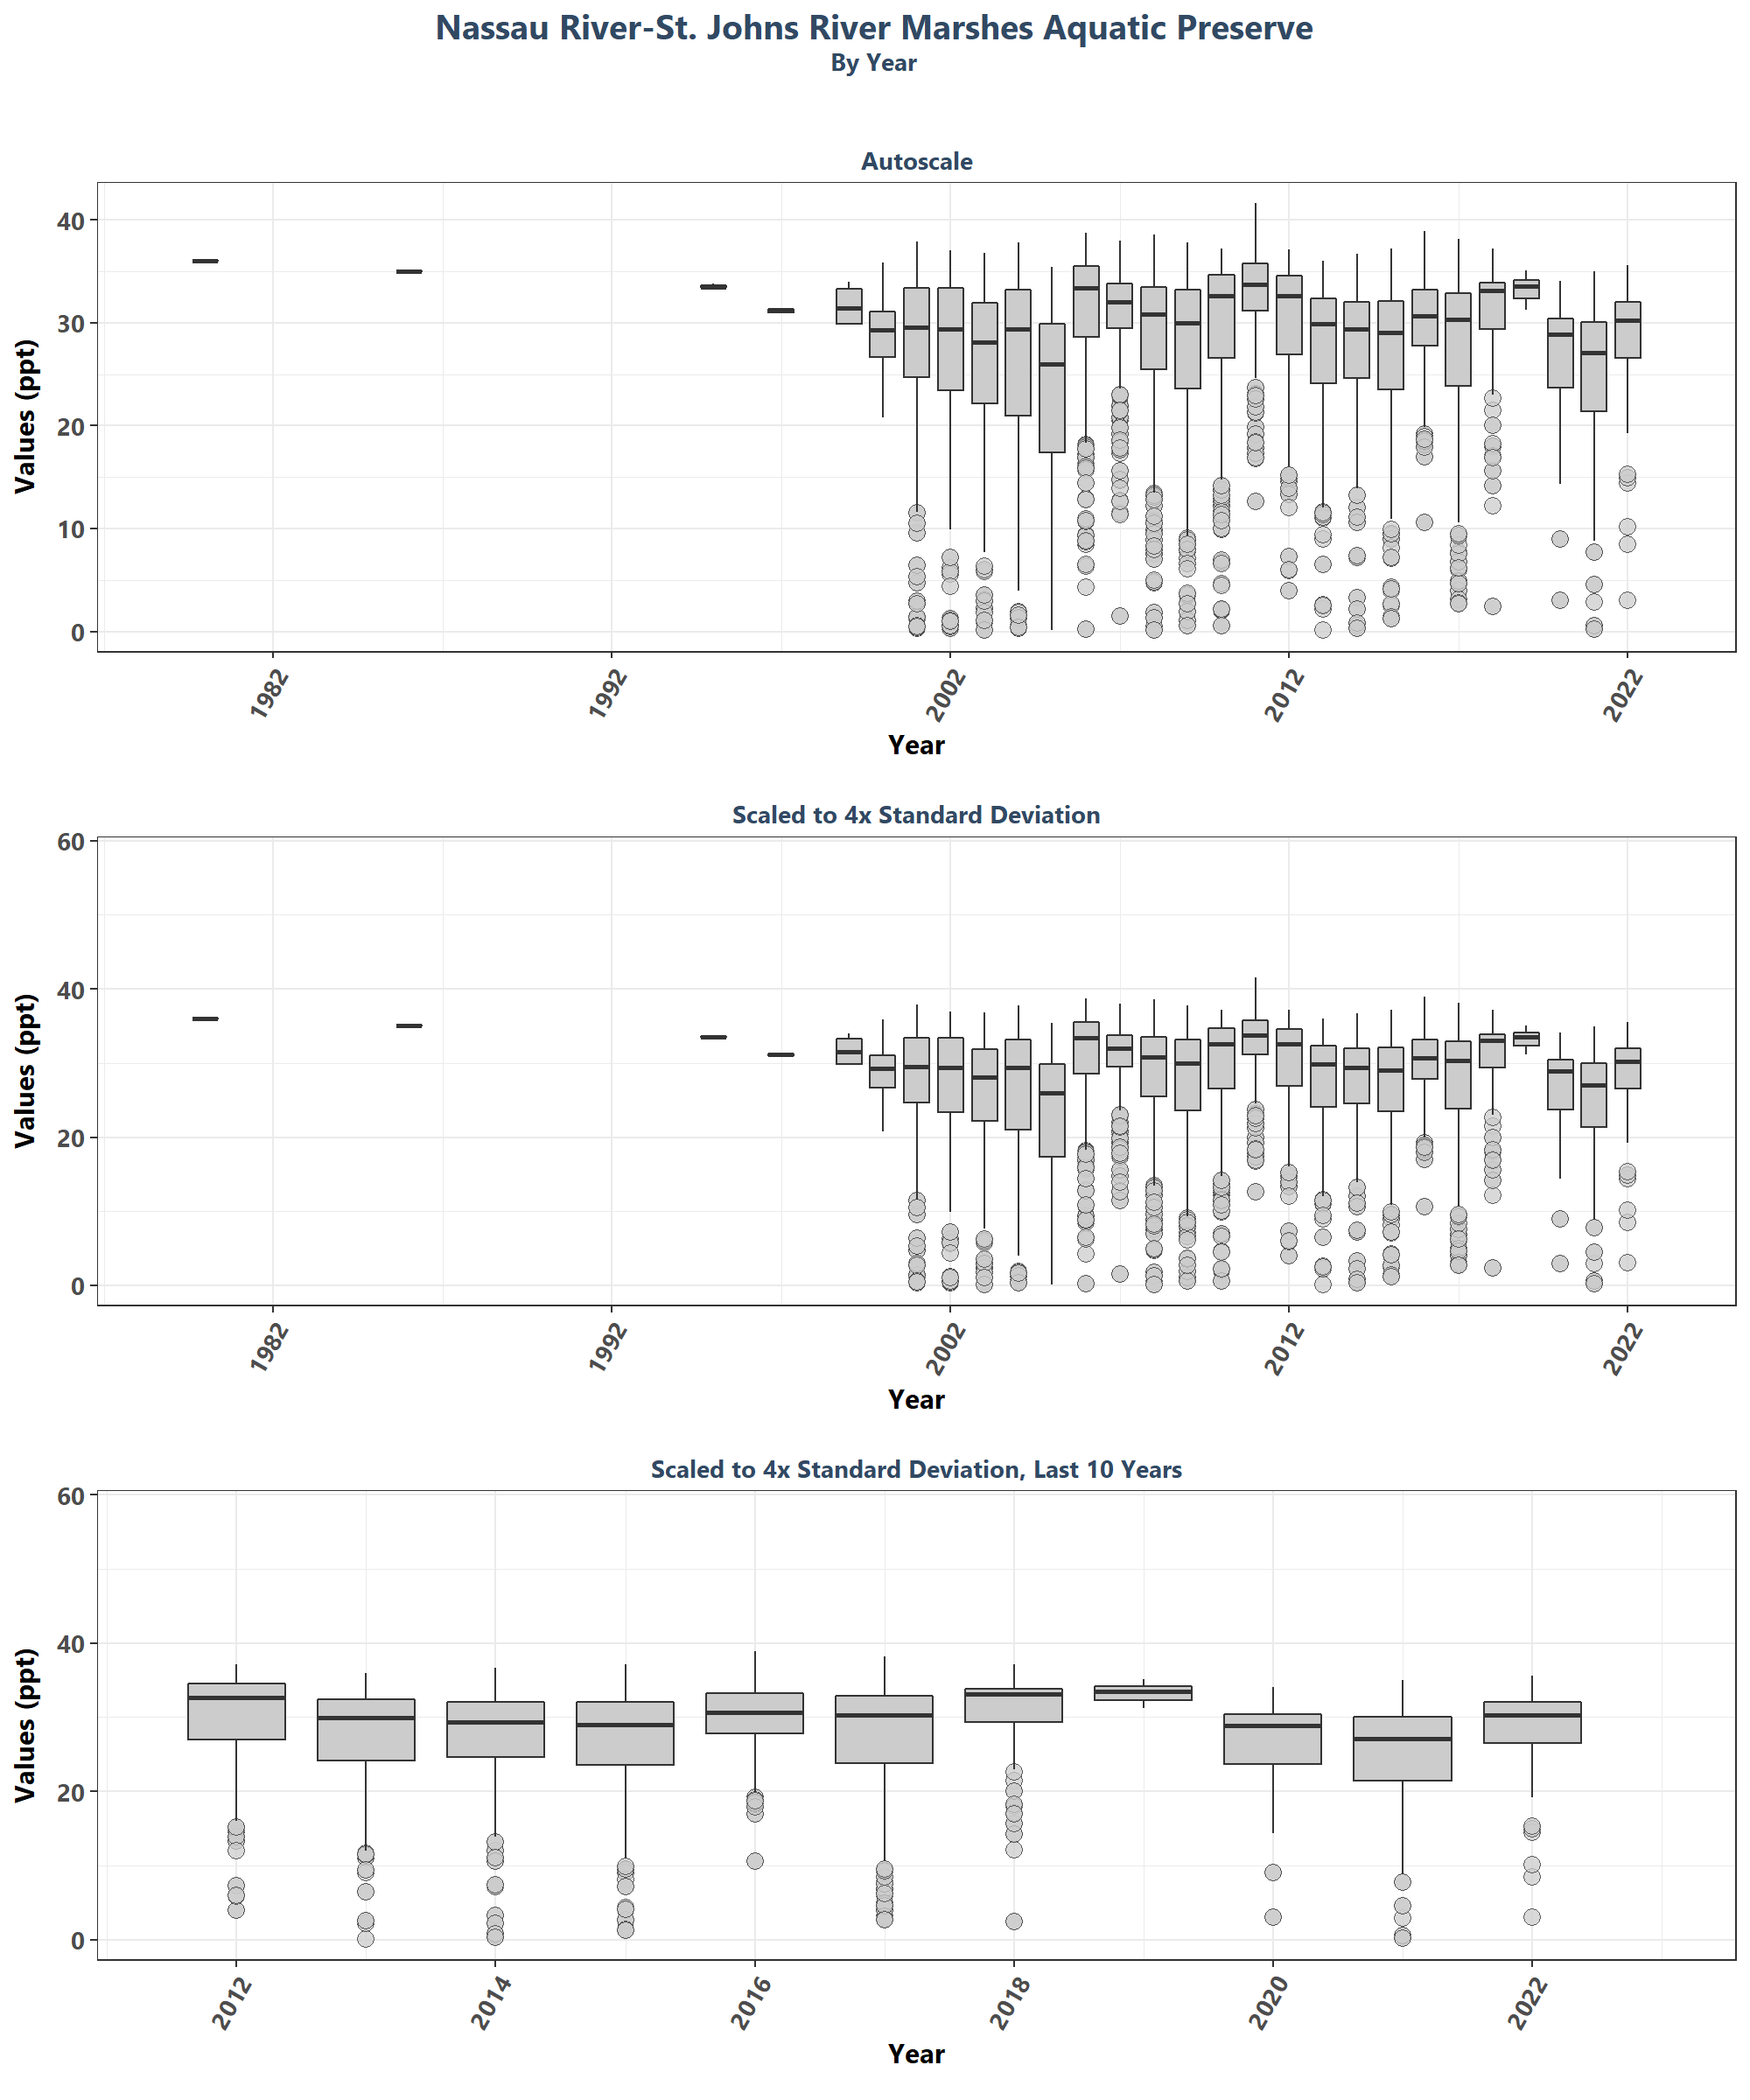 Nassau River-St. Johns River Marshes Aquatic Preserve
By Year
Autoscale
40
30
20
10
0
Values (ppt)
1982
1992
2002
2012
2022
Year
Scaled to 4x Standard Deviation
60
40
20
0
Values (ppt)
1982
1992
2002
2012
2022
Year
Scaled to 4x Standard Deviation, Last 10 Years
60
40
20
0
Values (ppt)
2012
2014
2016
2018
2020
2022
Year